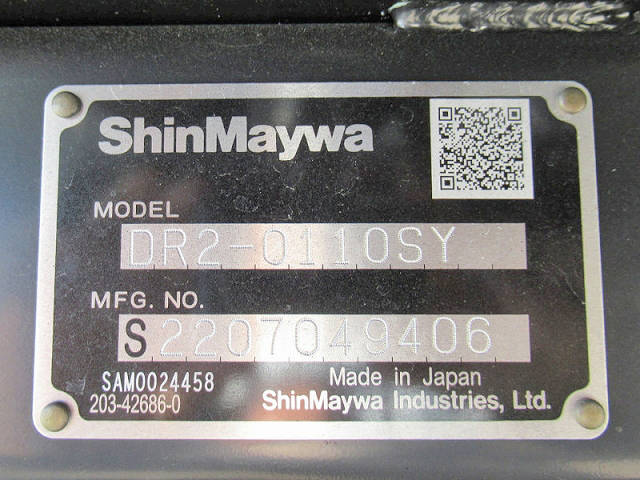 ShinMaywa
MODEL
DR2-0110SY
MFG. NO.
S2207049406
SAM0024458
Made in Japan
203-42686-0
ShinMaywa Industries, Ltd.